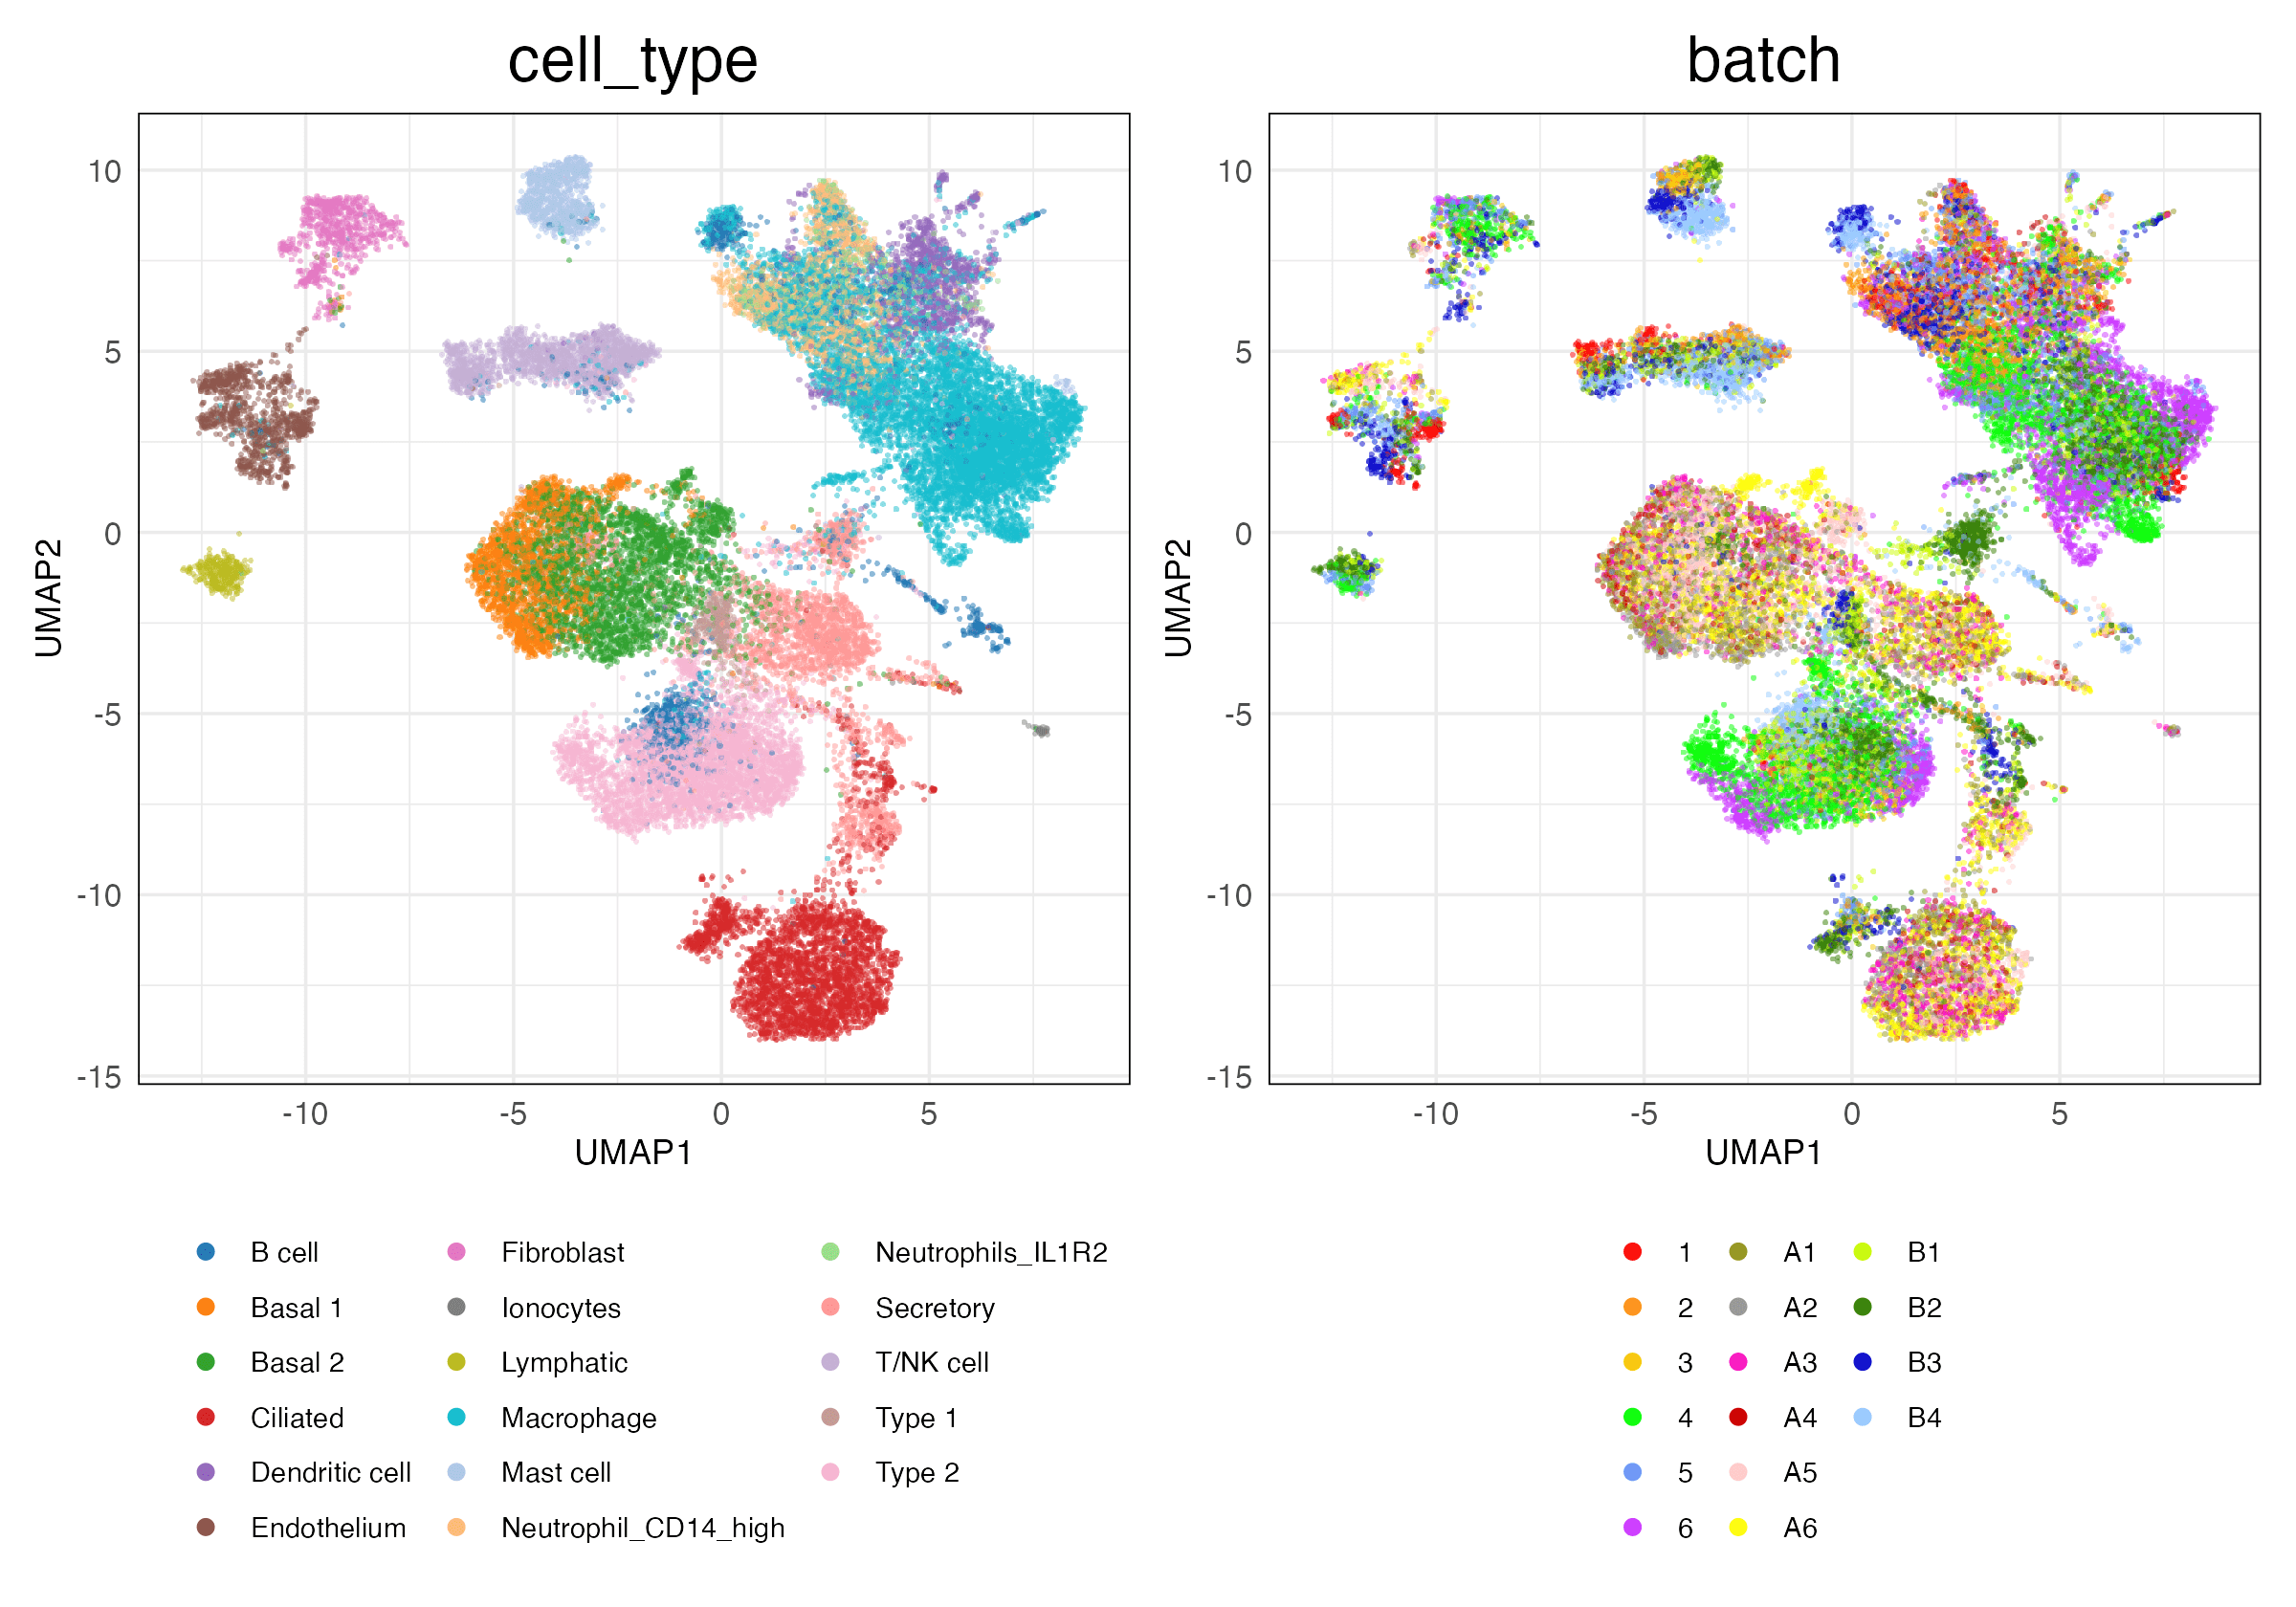 cell_type
batch
10
5
0
-5
-10
-15
UMAP2
-10
-5
0
5
UMAP1
10
5
0
-5
-10
-15
UMAP2
-10
-5
0
5
UMAP1
B cell
Fibroblast
Neutrophils_IL1R2
Basal 1
Ionocytes
Secretory
Basal 2
Lymphatic
T/NK cell
Ciliated
Macrophage
Type 1
Dendritic cell
Mast cell
Type 2
Endothelium
Neutrophil_CD14_high
1
A1
B1
2
A2
B2
3
A3
B3
4
A4
B4
5
A5
6
A6